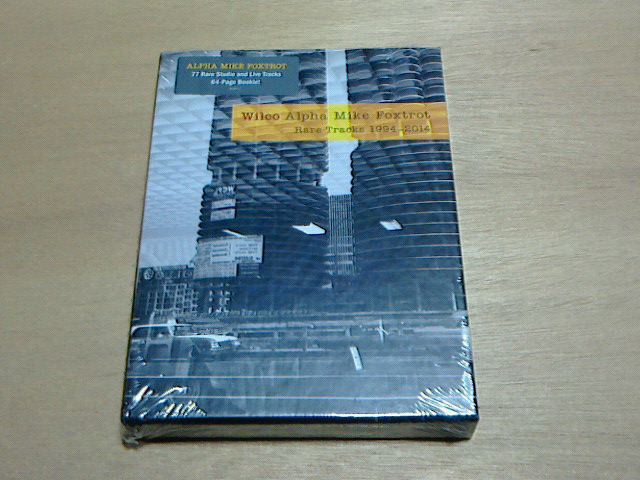 ALPHA MIKE FOXTROT:
77 Rare Studio and Live Tracks
64-Page Booklet
Wilco Alpha Mike Foxtrot
Rare Tracks 1994–2014